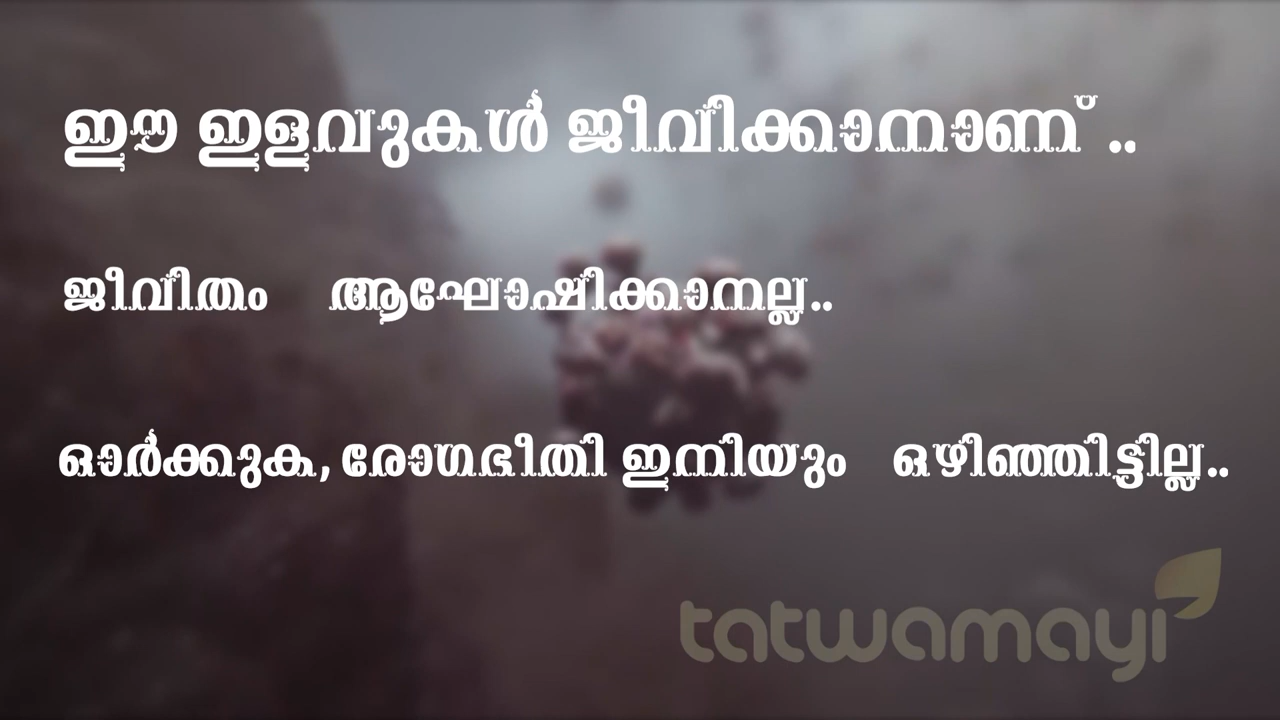 ഈ ഇളവുകൾ ജീവിക്കാനാണ് ..
ജീവിതം ആഘോഷിക്കാനല്ല..
ഓർക്കുക, രോഗഭീതി ഇനിയും ഒഴിഞ്ഞിട്ടില്ല..
tatwamayi